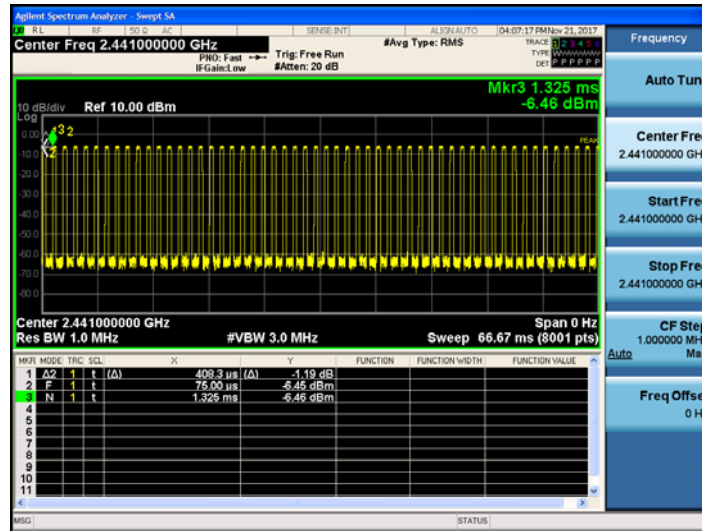 Agilent Spectrum Analyzer - Swept SA
RL RF 50 Ω AC SENSE:INT ALIGN AUTO 04:07:17 PM Nov 21, 2017
Center Freq 2.441000000 GHz
PNO: Fast
IFGain:Low
Trig: Free Run
#Atten: 20 dB
#Avg Type: RMS
TRACE 1 2 3 4 5 6
TYPE
DET P P P P P P
Mkr3 1.325 ms
-6.46 dBm
10 dB/div Ref 10.00 dBm
Log
0.00
-10.0
-20.0
-30.0
-40.0
-50.0
-60.0
-70.0
-80.0
3 2
PEAK
Center 2.441000000 GHz Span 0 Hz
Res BW 1.0 MHz #VBW 3.0 MHz Sweep 66.67 ms (8001 pts)
MKR MODE TRC SCL X Y FUNCTION FUNCTION WIDTH FUNCTION VALUE
1 Δ2 1 t (Δ) 408.3 µs (Δ) -1.19 dB
2 F 1 t 75.00 µs -6.45 dBm
3 N 1 t 1.325 ms -6.46 dBm
4
5
6
7
8
9
10
11
MSG STATUS
Frequency
Auto Tun
Center Fre
2.441000000 GH
Start Fre
2.441000000 GH
Stop Fre
2.441000000 GH
CF Step
1.000000 MH
Auto Ma
Freq Offse
0 H